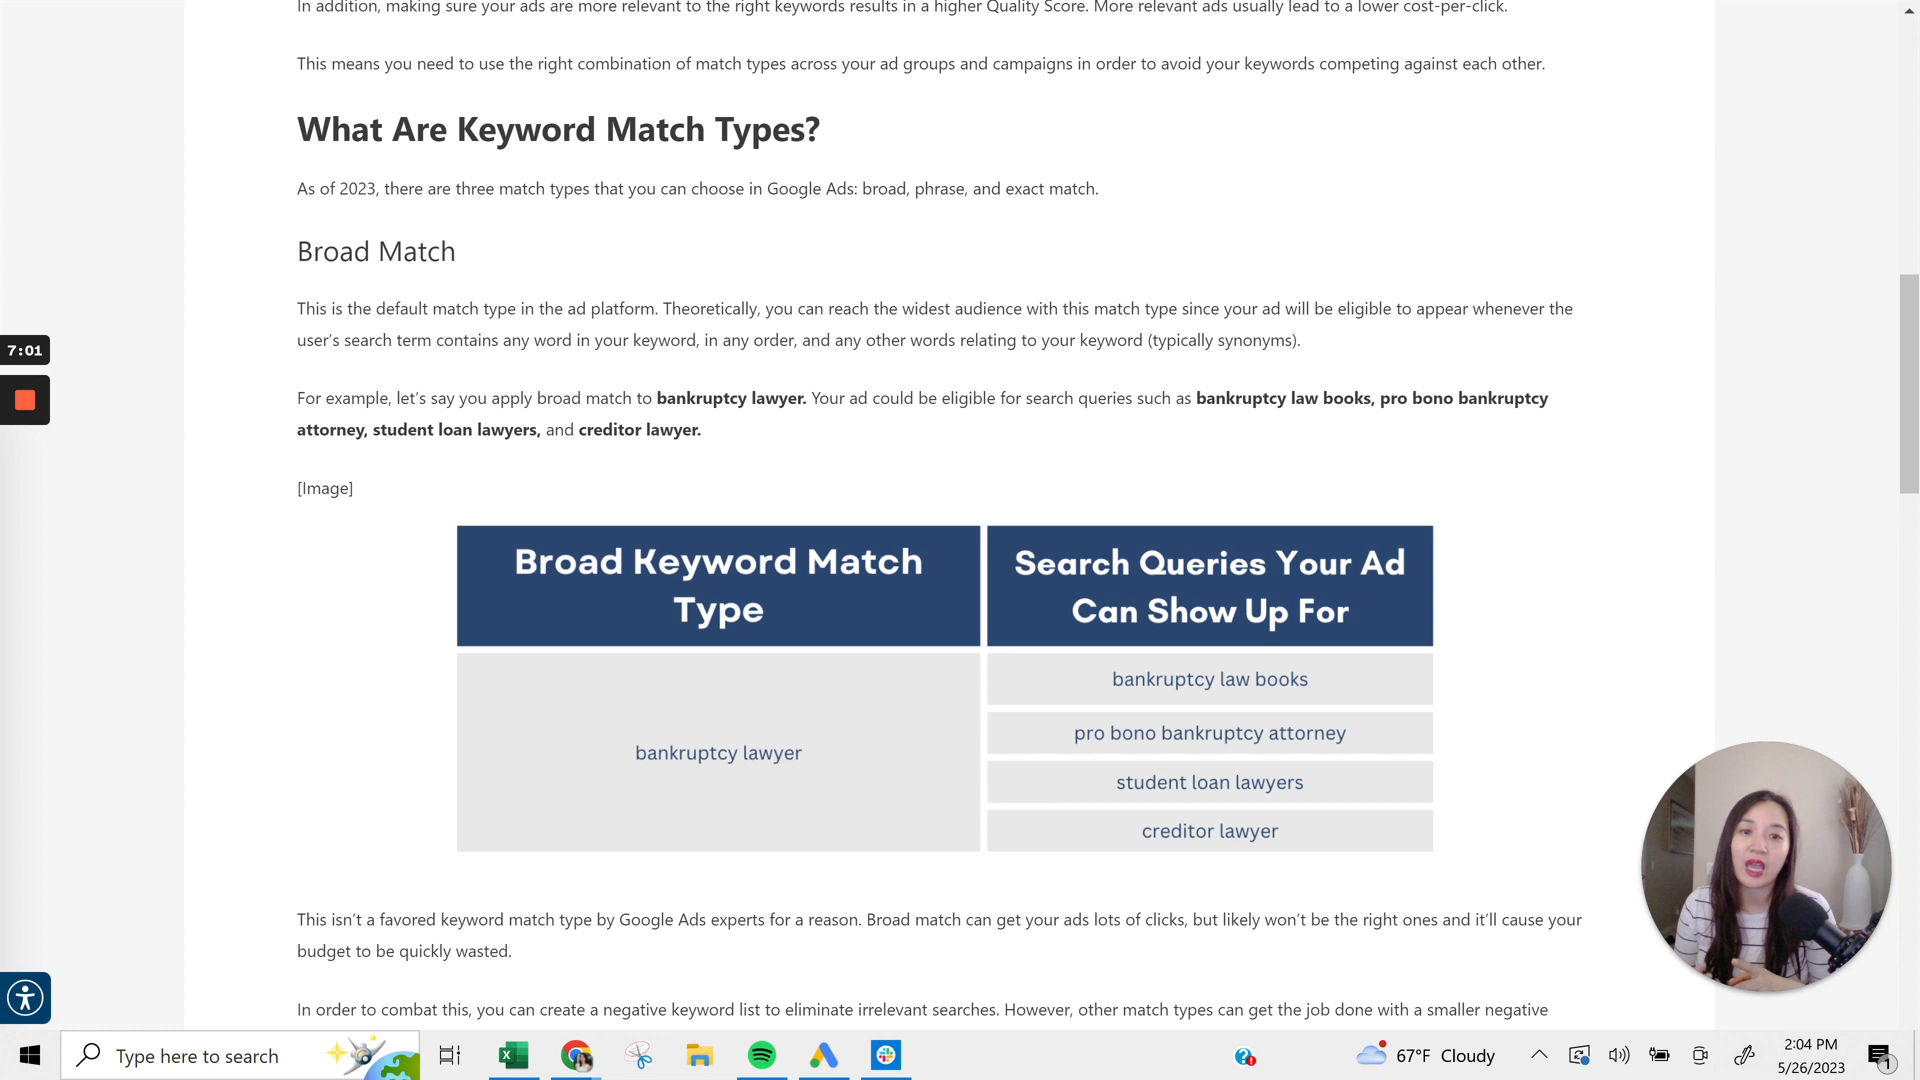 In addition, making sure your ads are more relevant to the right keywords results in a higher Quality Score. More relevant ads usually lead to a lower cost-per-click.
This means you need to use the right combination of match types across your ad groups and campaigns in order to avoid your keywords competing against each other.
What Are Keyword Match Types?
As of 2023, there are three match types that you can choose in Google Ads: broad, phrase, and exact match.
Broad Match
This is the default match type in the ad platform. Theoretically, you can reach the widest audience with this match type since your ad will be eligible to appear whenever the
user’s search term contains any word in your keyword, in any order, and any other words relating to your keyword (typically synonyms).
7:01
For example, let’s say you apply broad match to bankruptcy lawyer. Your ad could be eligible for search queries such as bankruptcy law books, pro bono bankruptcy
attorney, student loan lawyers, and creditor lawyer.
[Image]
Broad Keyword Match
Type
Search Queries Your Ad
Can Show Up For
bankruptcy lawyer
bankruptcy law books
pro bono bankruptcy attorney
student loan lawyers
creditor lawyer
This isn’t a favored keyword match type by Google Ads experts for a reason. Broad match can get your ads lots of clicks, but likely won’t be the right ones and it’ll cause your
budget to be quickly wasted.
In order to combat this, you can create a negative keyword list to eliminate irrelevant searches. However, other match types can get the job done with a smaller negative
Type here to search
67°F Cloudy
2:04 PM
5/26/2023
1